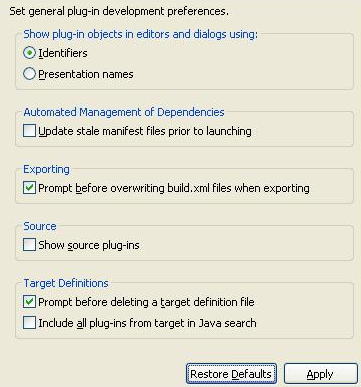 Set general plug-in development preferences.
Show plug-in objects in editors and dialogs using:
Identifiers
Presentation names
Automated Management of Dependencies
Update stale manifest files prior to launching
Exporting
Prompt before overwriting build.xml files when exporting
Source
Show source plug-ins
Target Definitions
Prompt before deleting a target definition file
Include all plug-ins from target in Java search
Restore Defaults
Apply